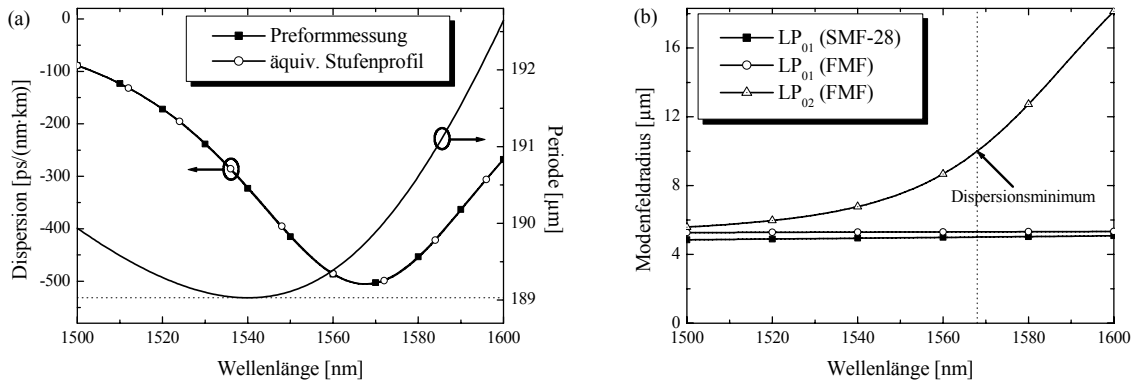 (a)
0
-100
-200
-300
-400
-500
Dispersion [ps/(nm·km)]
Preformmessung
äquiv. Stufenprofil
192
191
190
189
Periode [µm]
1500 1520 1540 1560 1580 1600
Wellenlänge [nm]
(b)
16
12
8
4
0
Modenfeldradius [µm]
LP01 (SMF-28)
LP01 (FMF)
LP02 (FMF)
Dispersionsminimum
1500 1520 1540 1560 1580 1600
Wellenlänge [nm]